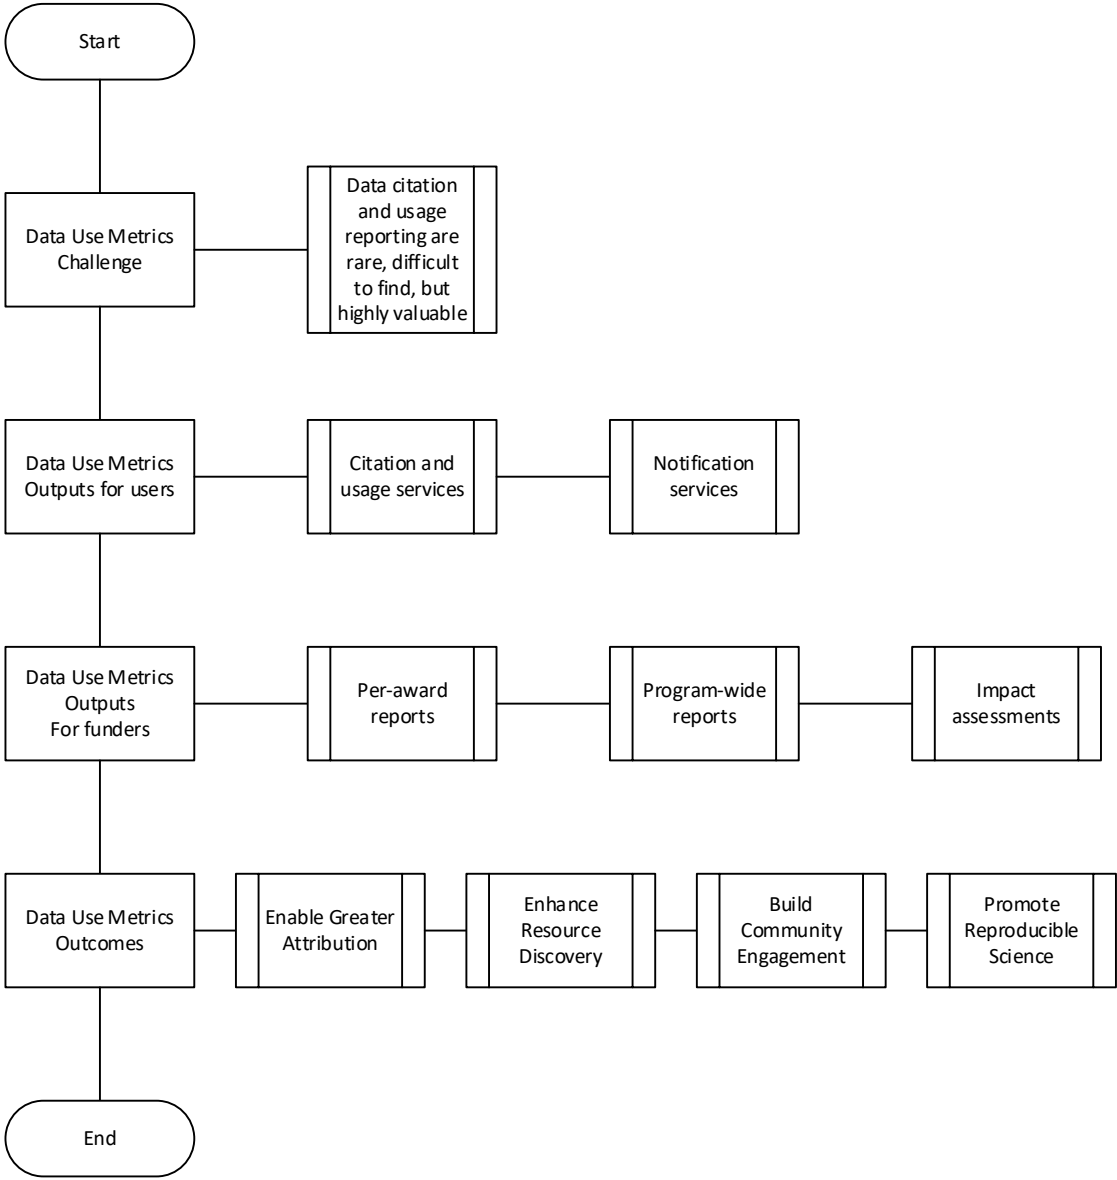 Start
Data Use Metrics
Challenge
Data citation
and usage
reporting are
rare, difficult
to find, but
highly valuable
Data Use Metrics
Outputs for users
Citation and
usage services
Notification
services
Data Use Metrics
Outputs
For funders
Per-award
reports
Program-wide
reports
Impact
assessments
Data Use Metrics
Outcomes
Enable Greater
Attribution
Enhance
Resource
Discovery
Build
Community
Engagement
Promote
Reproducible
Science
End